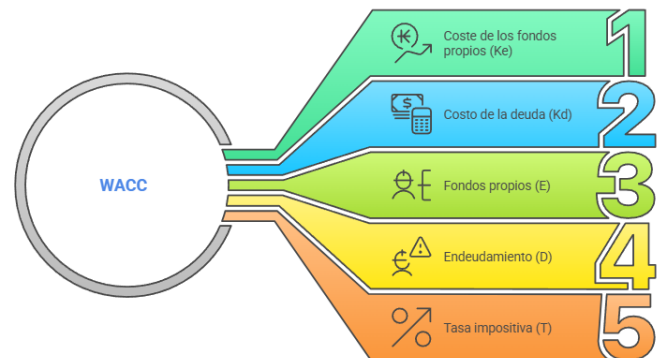 WACC
Coste de los fondos
propios (Ke)
1
Costo de la deuda (Kd)
2
Fondos propios (E)
3
Endeudamiento (D)
4
Tasa impositiva (T)
5